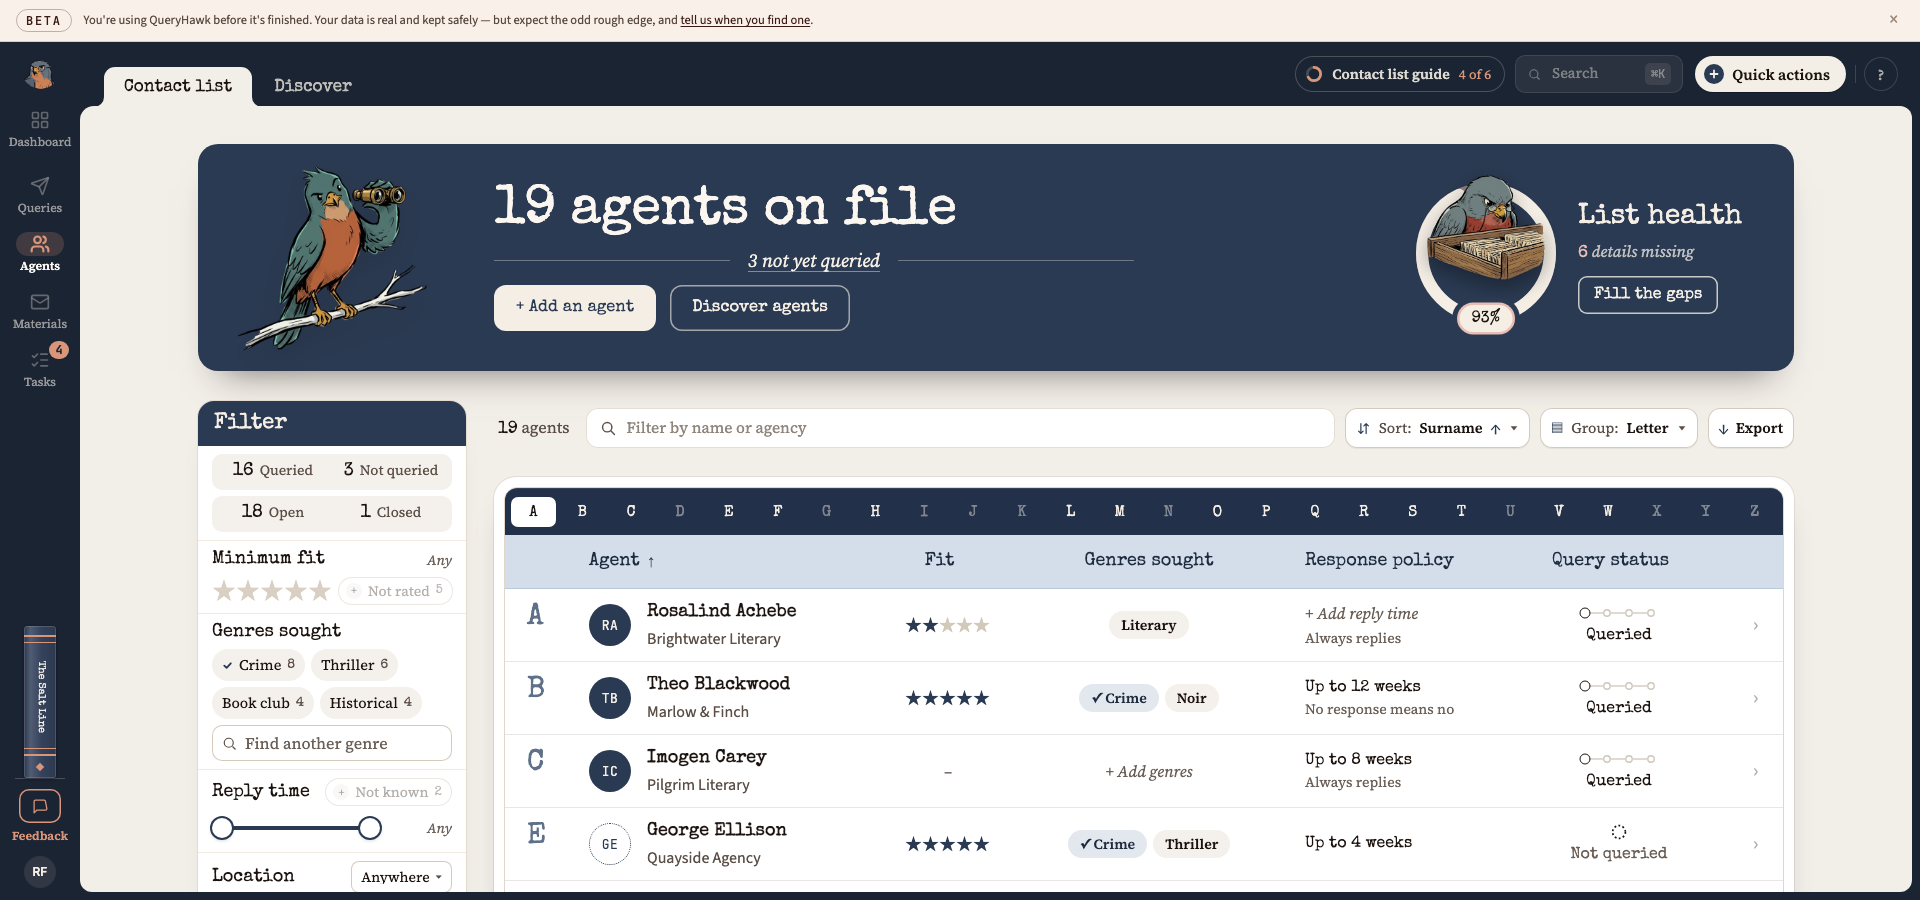 BETA You're using QueryHawk before it's finished. Your data is real and kept safely — but expect the odd rough edge, and tell us when you find one. ×
Contact list Discover
Contact list guide 4 of 6 Search ⌘K + Quick actions ?
Dashboard
Queries
Agents
Materials
4
Tasks
The Salt Line
Feedback
RF
19 agents on file
3 not yet queried
+ Add an agent Discover agents
93%
List health
6 details missing
Fill the gaps
Filter
16 Queried 3 Not queried
18 Open 1 Closed
Minimum fit Any
+ Not rated 5
Genres sought
✓ Crime 8 Thriller 6
Book club 4 Historical 4
Find another genre
Reply time + Not known 2
Any
Location Anywhere
19 agents Filter by name or agency Sort: Surname ↑ Group: Letter ↓ Export
A B C D E F G H I J K L M N O P Q R S T U V W X Y Z
Agent ↑ Fit Genres sought Response policy Query status
A RA Rosalind Achebe ★★★★★ Literary + Add reply time Queried ›
Brightwater Literary Always replies
B TB Theo Blackwood ★★★★★ ✓ Crime Noir Up to 12 weeks Queried ›
Marlow & Finch No response means no
C IC Imogen Carey – + Add genres Up to 8 weeks Queried ›
Pilgrim Literary Always replies
E GE George Ellison ★★★★★ ✓ Crime Thriller Up to 4 weeks Not queried ›
Quayside Agency